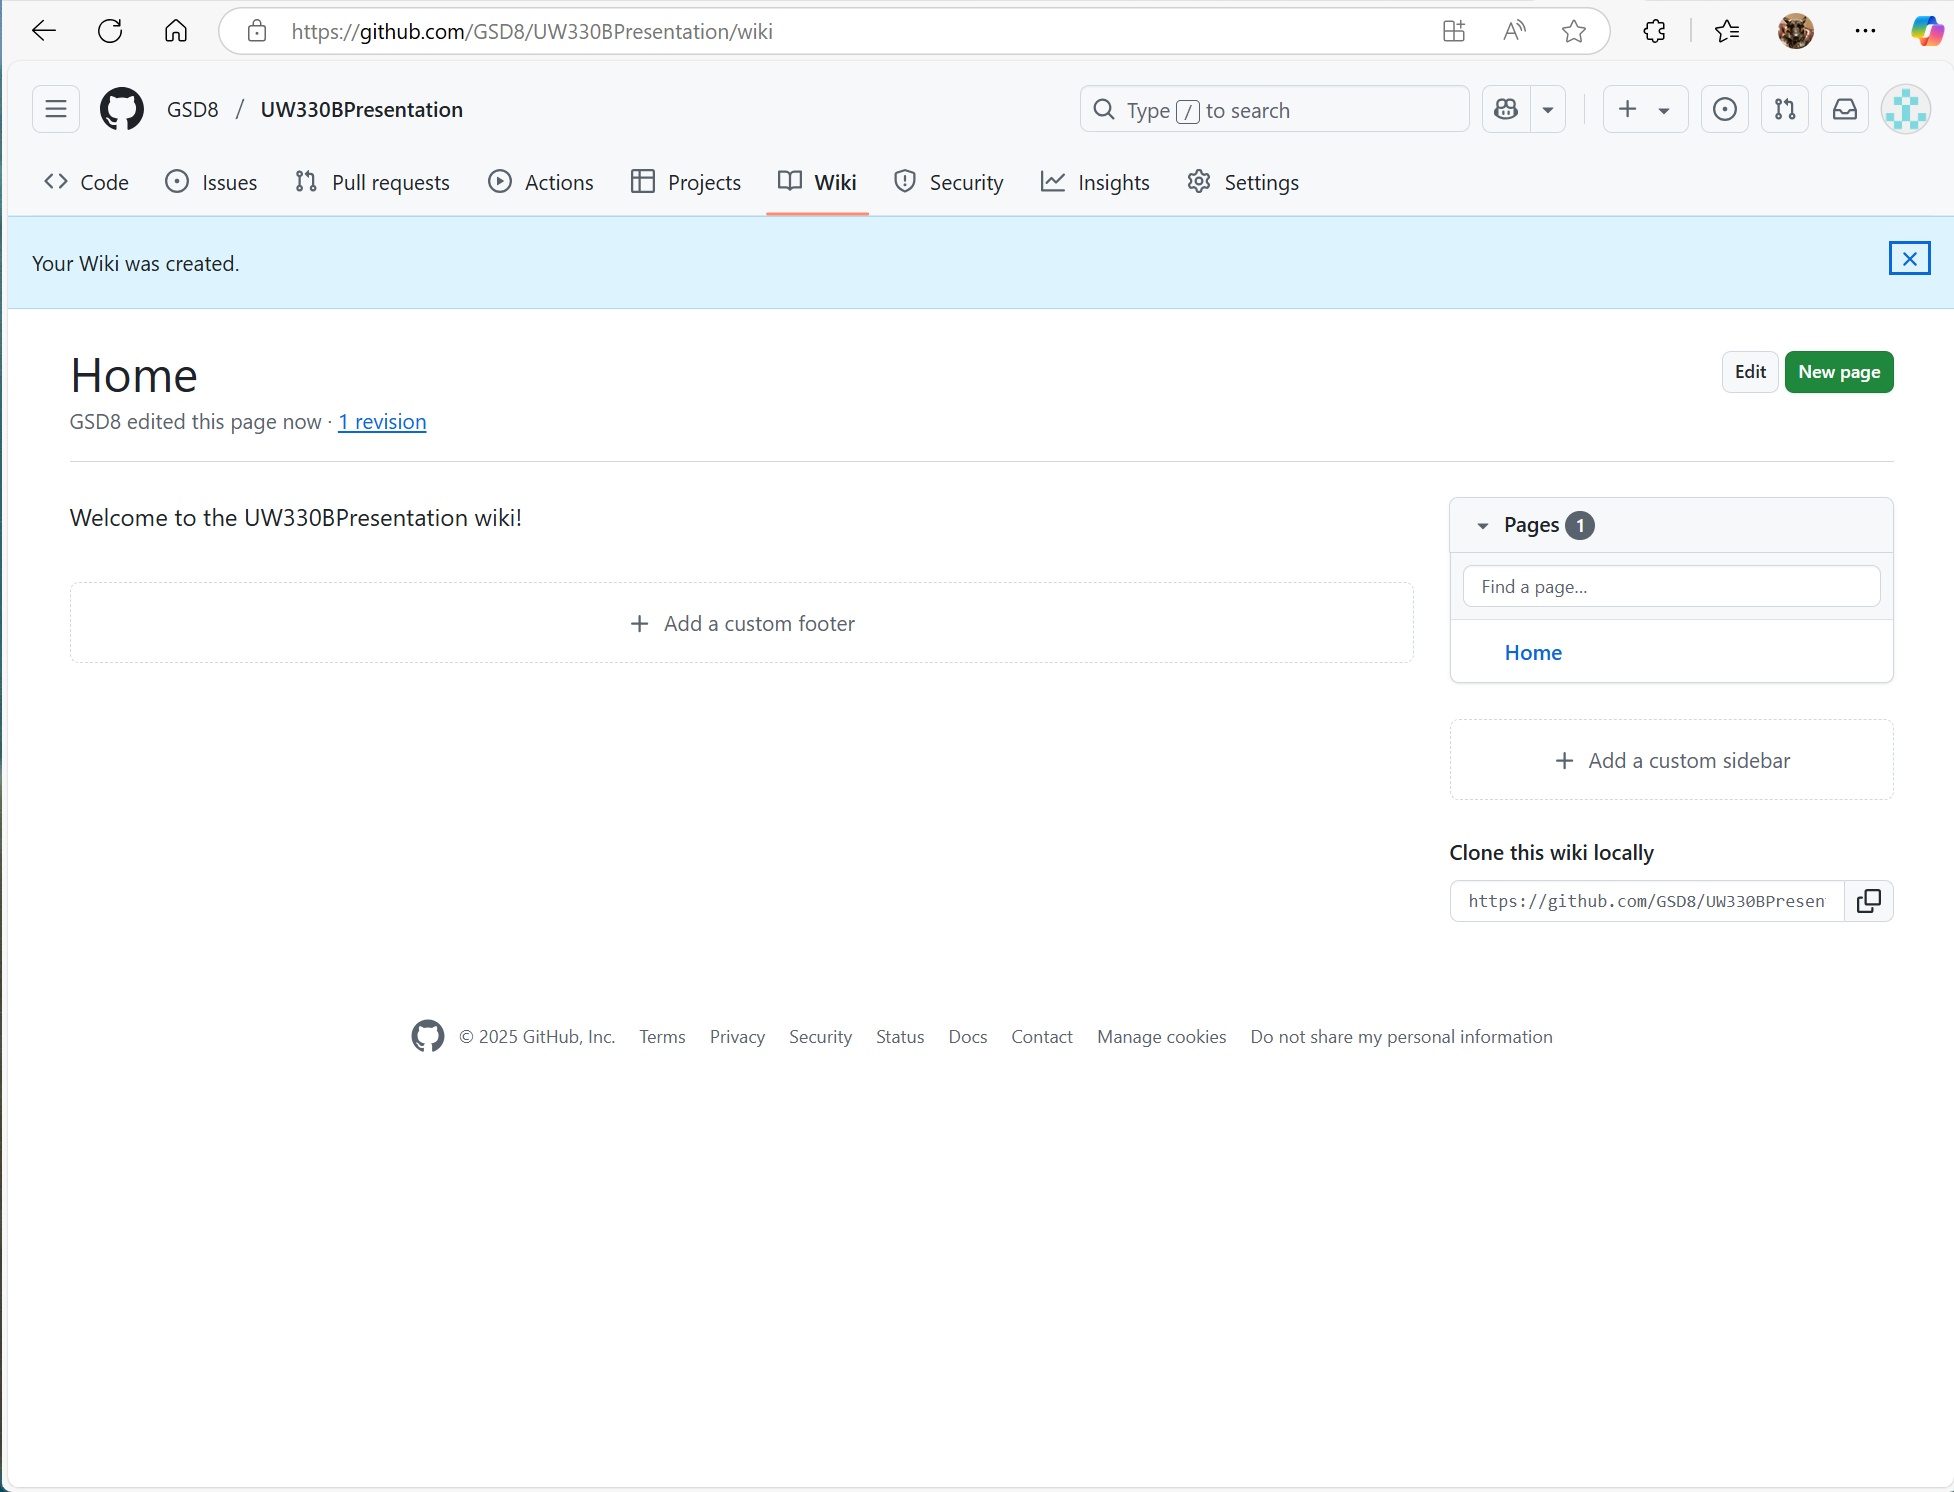 https://github.com/GSD8/UW330BPresentation/wiki
GSD8 / UW330BPresentation
Type / to search
Code Issues Pull requests Actions Projects Wiki Security Insights Settings
Your Wiki was created.
Home
Edit New page
GSD8 edited this page now · 1 revision
Welcome to the UW330BPresentation wiki!
+ Add a custom footer
Pages 1
Find a page...
Home
+ Add a custom sidebar
Clone this wiki locally
https://github.com/GSD8/UW330BPresen
© 2025 GitHub, Inc. Terms Privacy Security Status Docs Contact Manage cookies Do not share my personal information